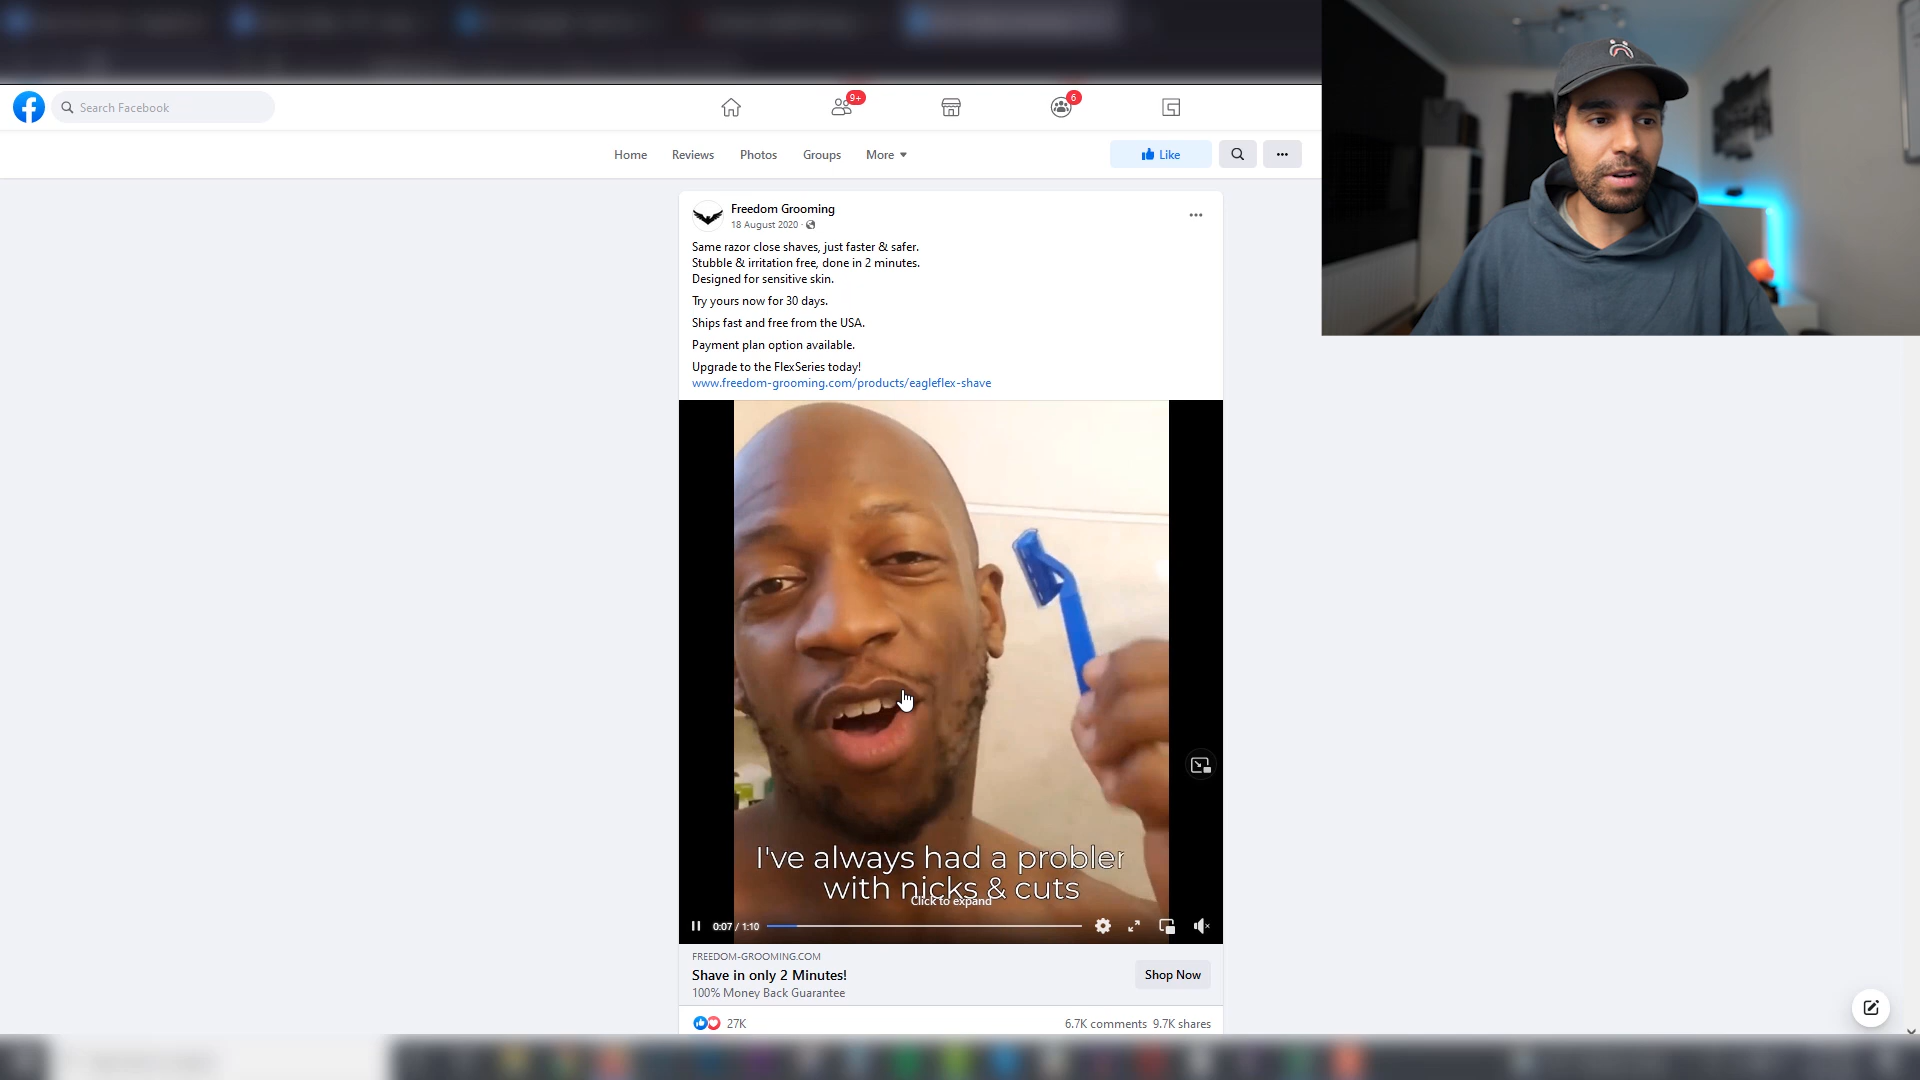 Search Facebook
9+
6
Home
Reviews
Photos
Groups
More
Like
Freedom Grooming
18 August 2020 ·
Same razor close shaves, just faster & safer.
Stubble & irritation free, done in 2 minutes.
Designed for sensitive skin.
Try yours now for 30 days.
Ships fast and free from the USA.
Payment plan option available.
Upgrade to the FlexSeries today!
www.freedom-grooming.com/products/eagleflex-shave
I've always had a probler
with nicks & cuts
Click to expand
0:07 / 1:10
FREEDOM-GROOMING.COM
Shave in only 2 Minutes!
100% Money Back Guarantee
Shop Now
27K
6.7K comments 9.7K shares